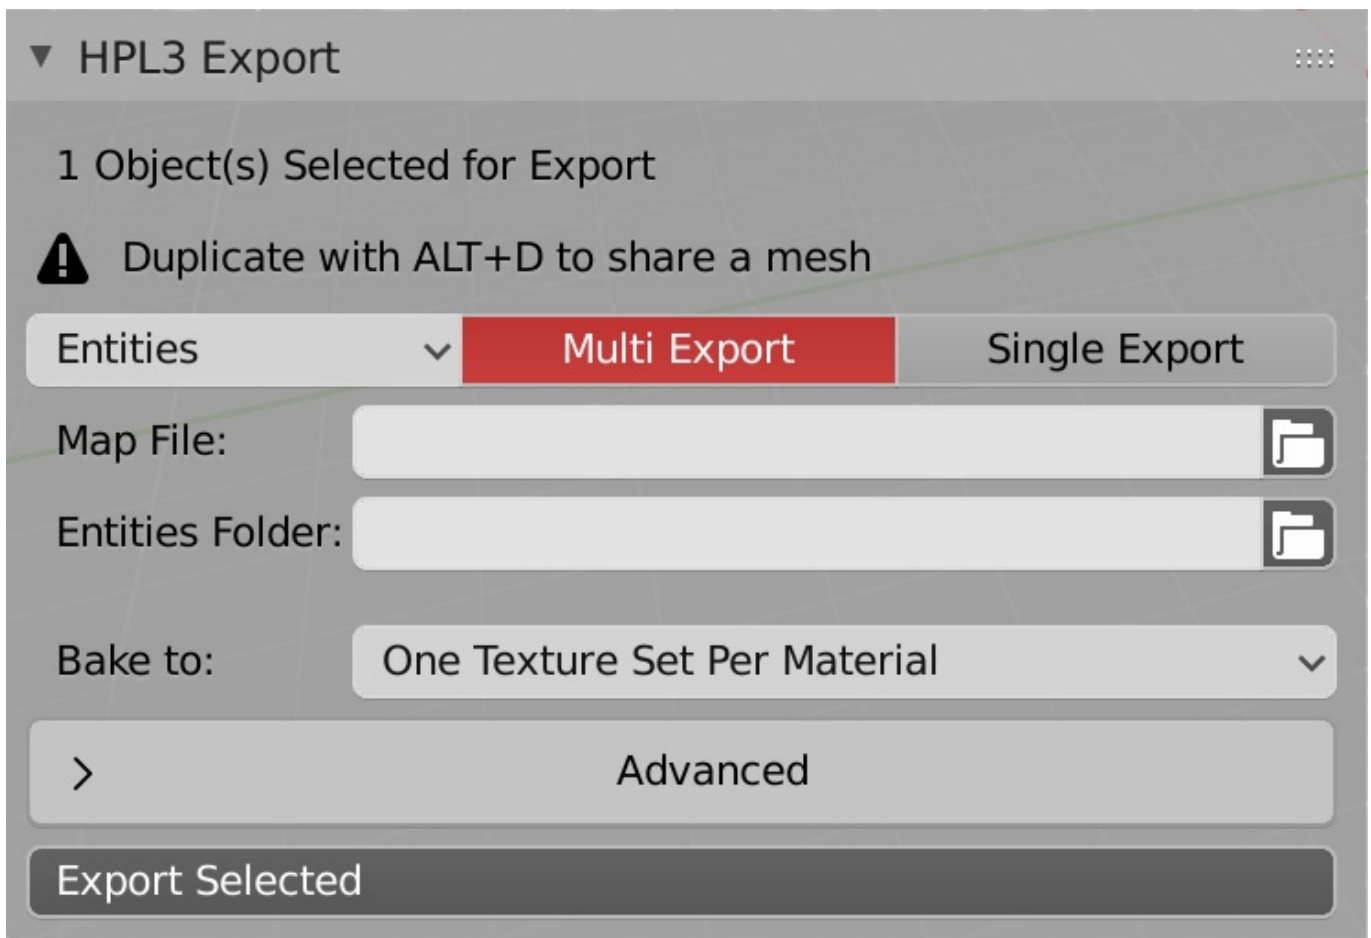 HPL3 Export
1 Object(s) Selected for Export
Duplicate with ALT+D to share a mesh
Entities Multi Export Single Export
Map File:
Entities Folder:
Bake to: One Texture Set Per Material
Advanced
Export Selected